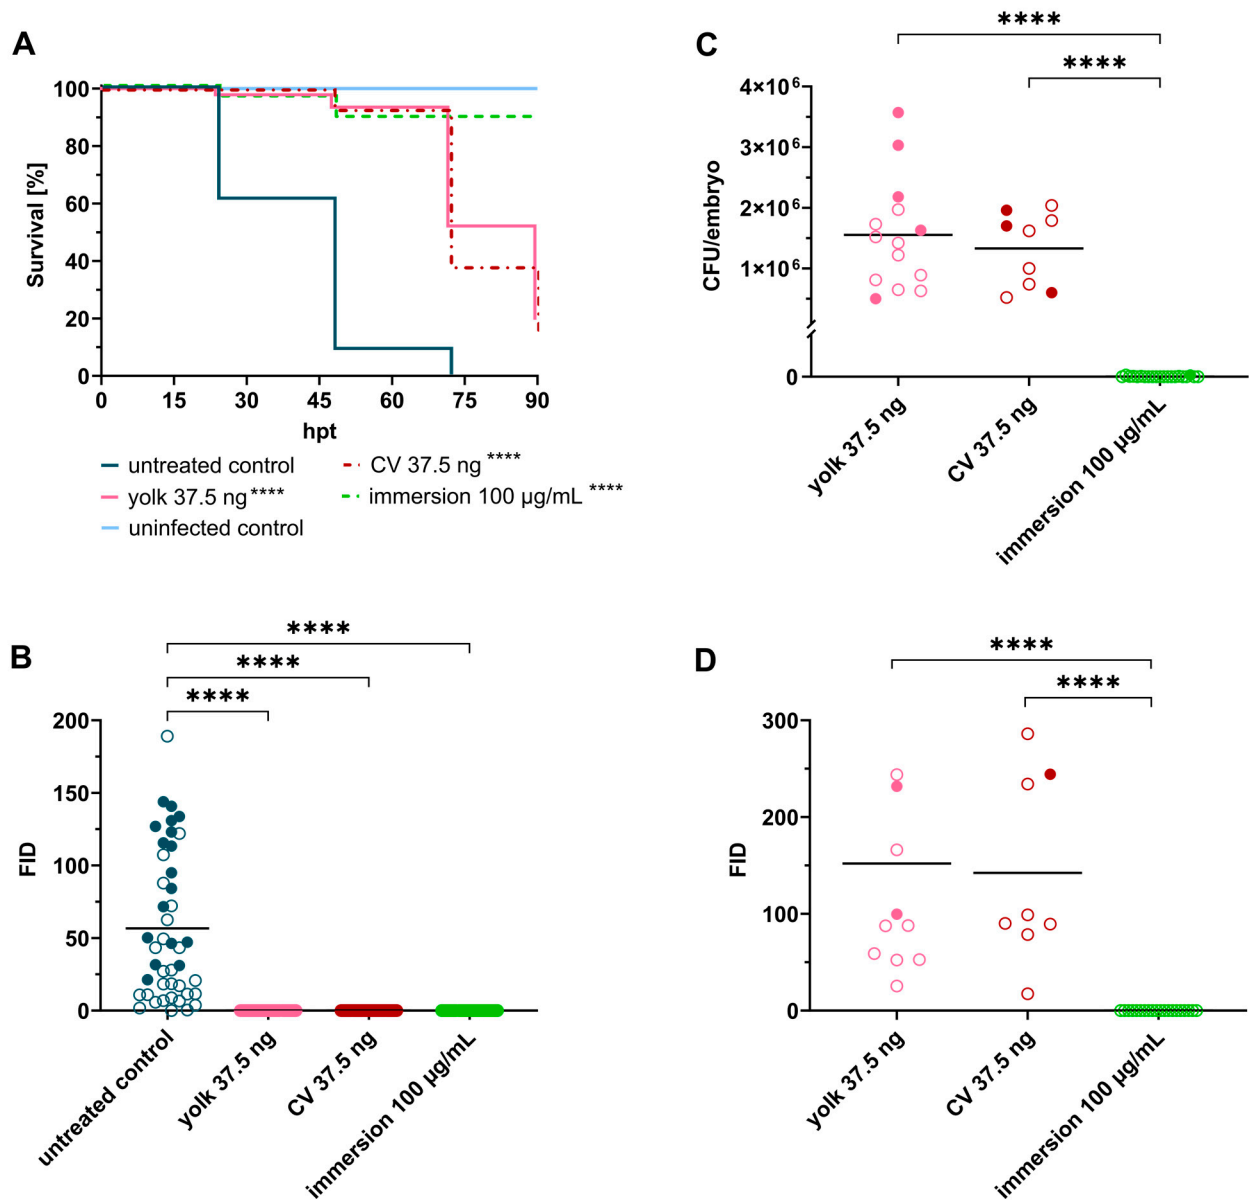 A
Survival [%]
100
80
60
40
20
0
0 15 30 45 60 75 90
hpt
untreated control
CV 37.5 ng ****
yolk 37.5 ng ****
immersion 100 µg/mL ****
uninfected control
C
****
****
CFU/embryo
4×10⁶
3×10⁶
2×10⁶
1×10⁶
0
yolk 37.5 ng
CV 37.5 ng
immersion 100 µg/mL
B
****
****
****
FID
200
150
100
50
0
untreated control
yolk 37.5 ng
CV 37.5 ng
immersion 100 µg/mL
D
****
****
FID
300
200
100
0
yolk 37.5 ng
CV 37.5 ng
immersion 100 µg/mL